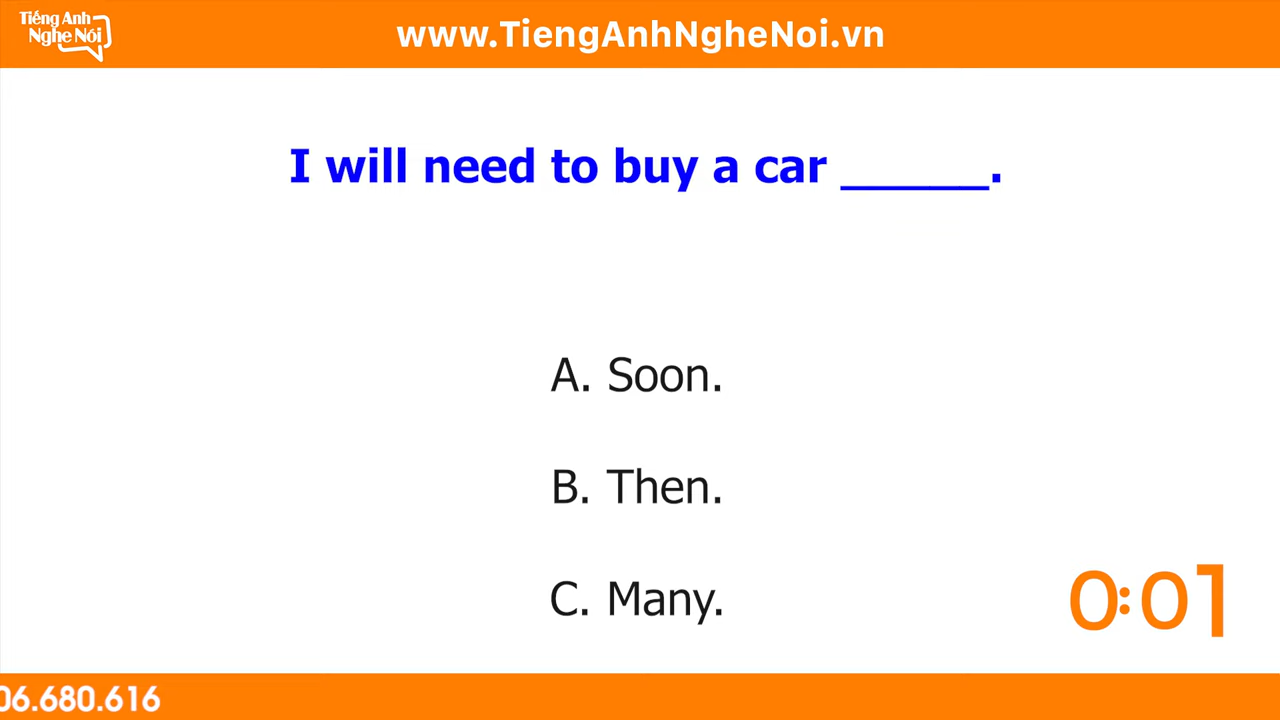 Tiếng Anh
Nghe Nói
www.TiengAnhNgheNoi.vn
I will need to buy a car _____.
A. Soon.
B. Then.
C. Many.
0:01
06.680.616